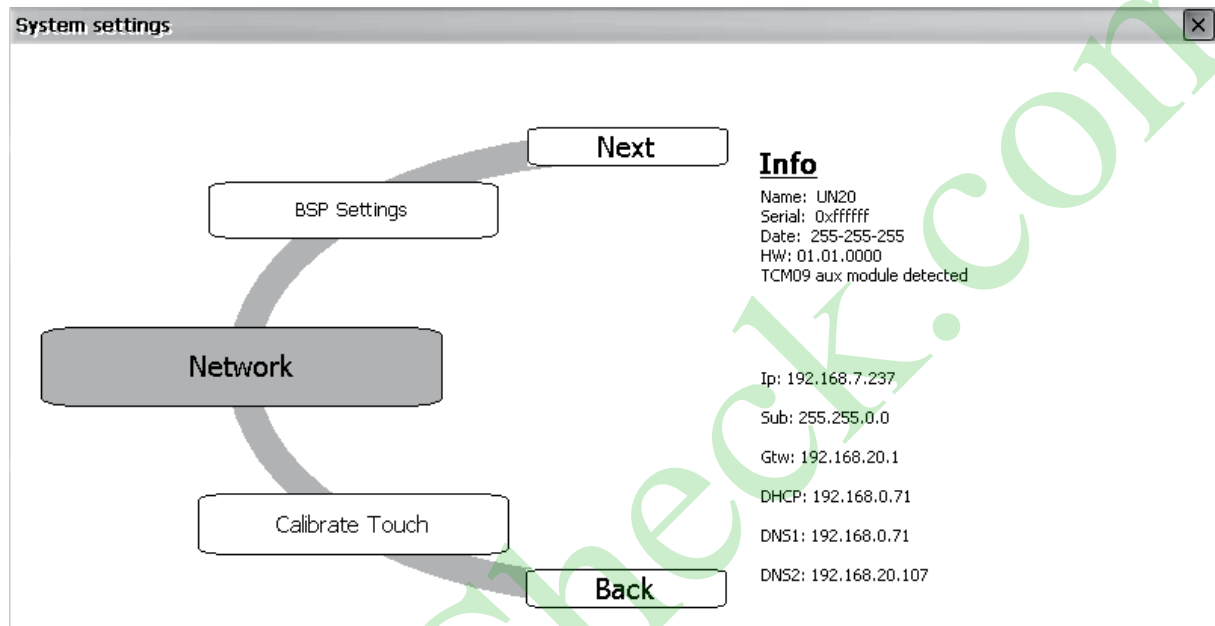 System settings
Next
BSP Settings
Network
Calibrate Touch
Back
Info
Name: UN20
Serial: 0xffffff
Date: 255-255-255
HW: 01.01.0000
TCM09 aux module detected
Ip: 192.168.7.237
Sub: 255.255.0.0
Gtw: 192.168.20.1
DHCP: 192.168.0.71
DNS1: 192.168.0.71
DNS2: 192.168.20.107
check.com